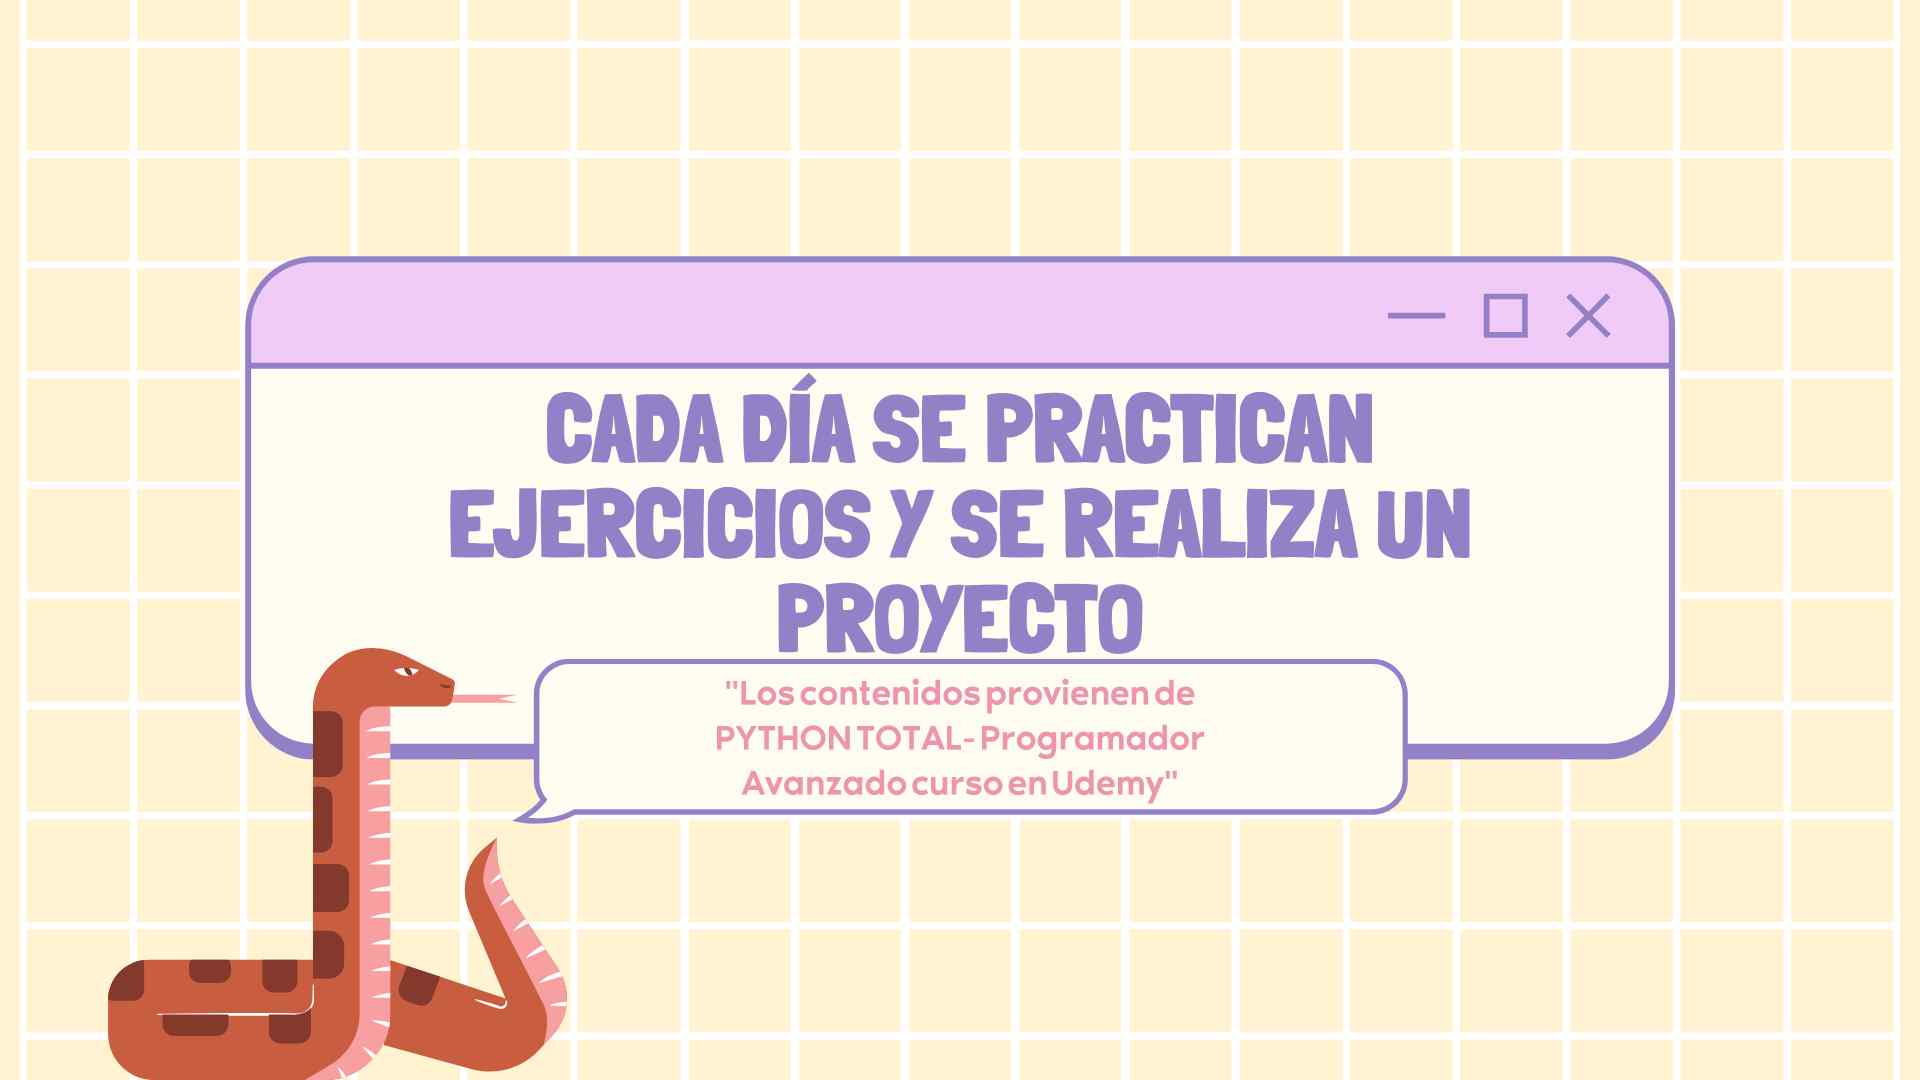 CADA DÍA SE PRACTICAN
EJERCICIOS Y SE REALIZA UN
PROYECTO
"Los contenidos provienen de
PYTHON TOTAL- Programador
Avanzado curso en Udemy"